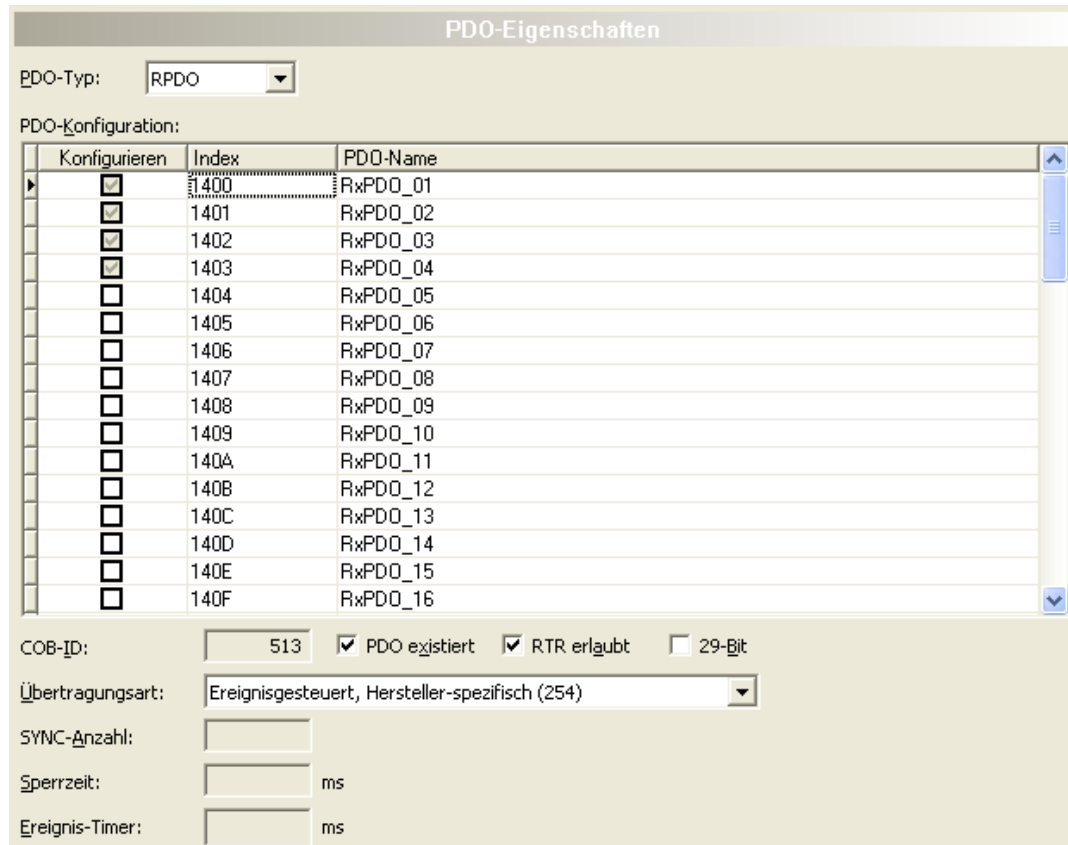 PDO-Eigenschaften
PDO-Typ: RPDO
PDO-Konfiguration:
Konfigurieren Index PDO-Name
1400 RxPDO_01
1401 RxPDO_02
1402 RxPDO_03
1403 RxPDO_04
1404 RxPDO_05
1405 RxPDO_06
1406 RxPDO_07
1407 RxPDO_08
1408 RxPDO_09
1409 RxPDO_10
140A RxPDO_11
140B RxPDO_12
140C RxPDO_13
140D RxPDO_14
140E RxPDO_15
140F RxPDO_16
COB-ID: 513 PDO existiert RTR erlaubt 29-Bit
Übertragungsart: Ereignisgesteuert, Hersteller-spezifisch (254)
SYNC-Anzahl:
Sperrzeit: ms
Ereignis-Timer: ms